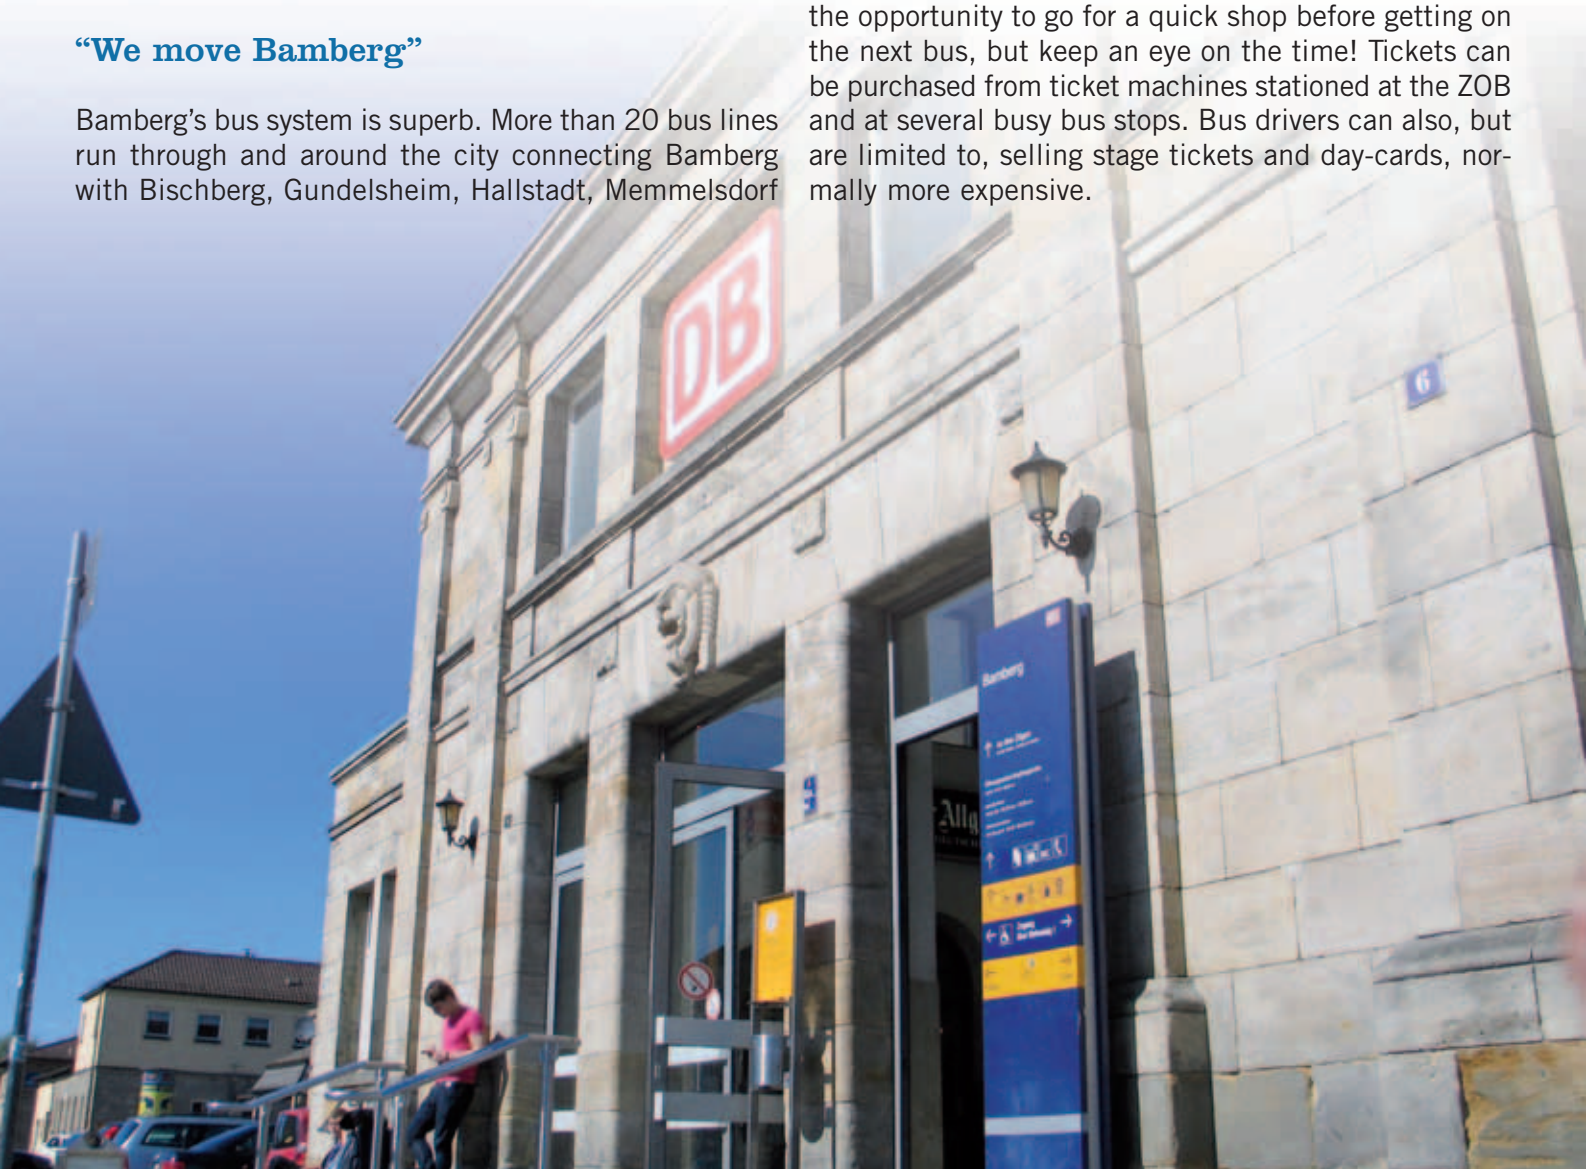 “We move Bamberg”
Bamberg’s bus system is superb. More than 20 bus lines
run through and around the city connecting Bamberg
with Bischberg, Gundelsheim, Hallstadt, Memmelsdorf
the opportunity to go for a quick shop before getting on
the next bus, but keep an eye on the time! Tickets can
be purchased from ticket machines stationed at the ZOB
and at several busy bus stops. Bus drivers can also, but
are limited to, selling stage tickets and day-cards, nor-
mally more expensive.
DB
6
Bamberg
Allg